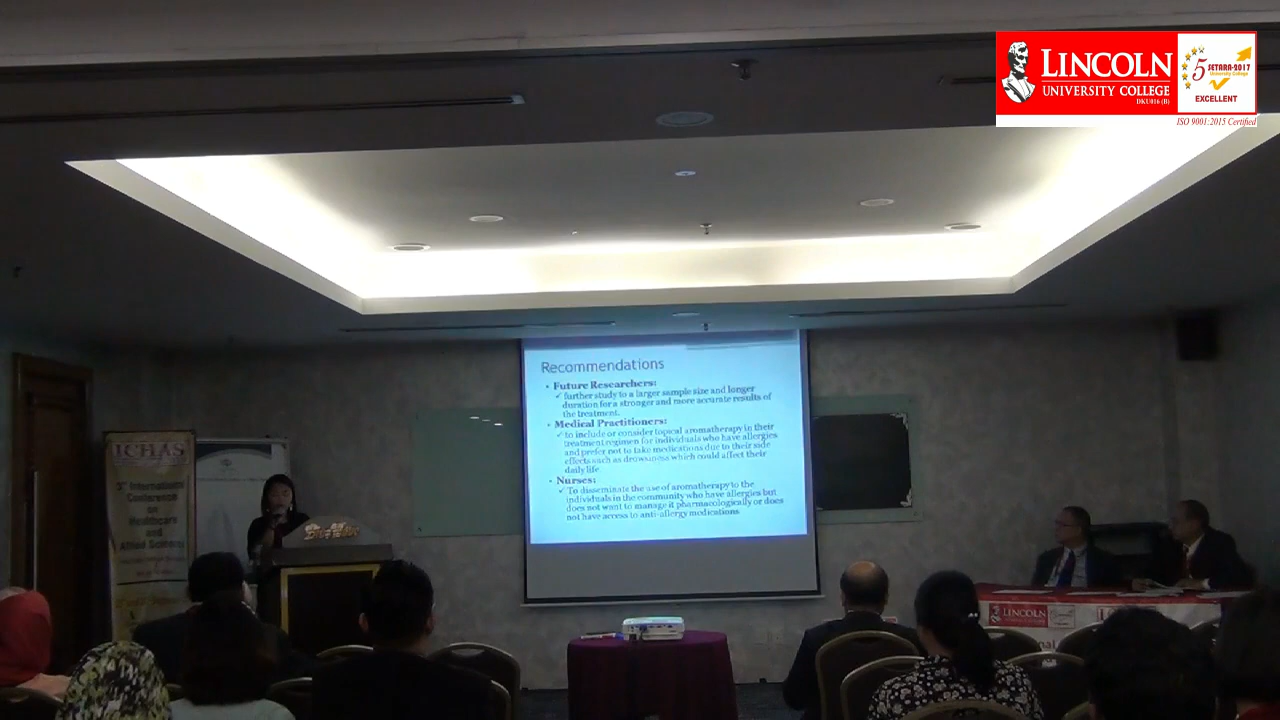 LINCOLN
UNIVERSITY COLLEGE
DKU016 (B)
5
SETARA-2017
University College
EXCELLENT
ISO 9001:2015 Certified
Recommendations
• Future Researchers:
✓ further study to a larger sample size and longer
duration for a stronger and more accurate results of
the treatment.
• Medical Practitioners:
✓ to include or consider topical aromatherapy in their
treatment regimen for individuals who have allergies
and prefer not to take medications due to their side
effects such as drowsiness which could affect their
daily life
• Nurses:
✓ To disseminate the use of aromatherapy to the
individuals in the community who have allergies but
does not want to manage it pharmacologically or does
not have access to anti-allergy medications
ICHAS
3rd International
Conference
on
Healthcare
and
Allied Sciences
LINCOLN